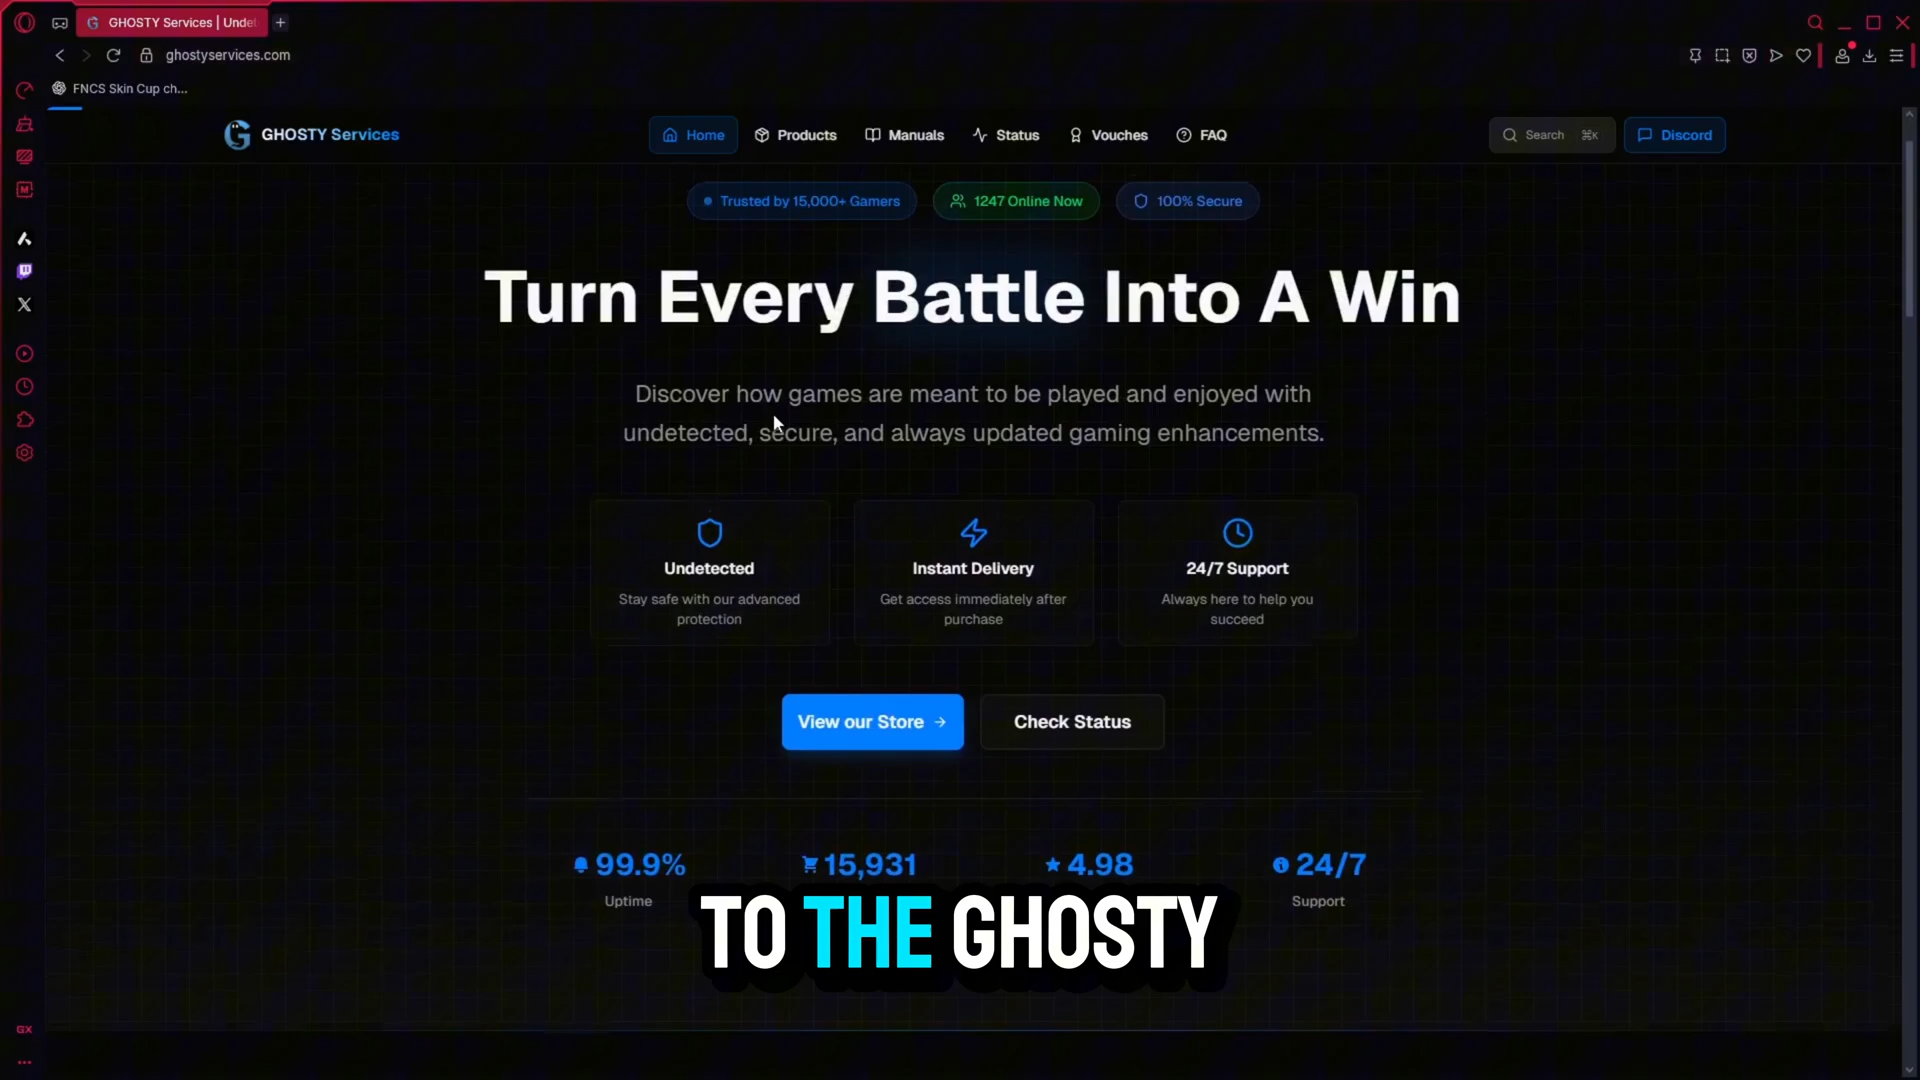 GHOSTY Services | Undet
ghostyservices.com
FNCS Skin Cup ch...
GHOSTY Services
Home
Products
Manuals
Status
Vouches
FAQ
Search ⌘K
Discord
Trusted by 15,000+ Gamers
1247 Online Now
100% Secure
Turn Every Battle Into A Win
Discover how games are meant to be played and enjoyed with
undetected, secure, and always updated gaming enhancements.
Undetected
Stay safe with our advanced
protection
Instant Delivery
Get access immediately after
purchase
24/7 Support
Always here to help you
succeed
View our Store →
Check Status
99.9%
Uptime
15,931
4.98
24/7
Support
TO THE GHOSTY
GX